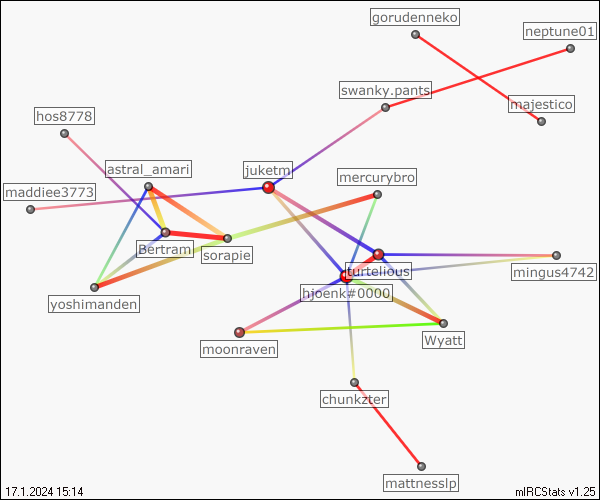 gorudenneko
neptune01
swanky.pants
majestico
hos8778
astral_amari
juketm
mercurybro
maddiee3773
Bertram
sorapie
turtelious
mingus4742
hjoenk#0000
yoshimanden
Wyatt
moonraven
chunkzter
mattnesslp
17.1.2024 15:14
mIRCStats v1.25